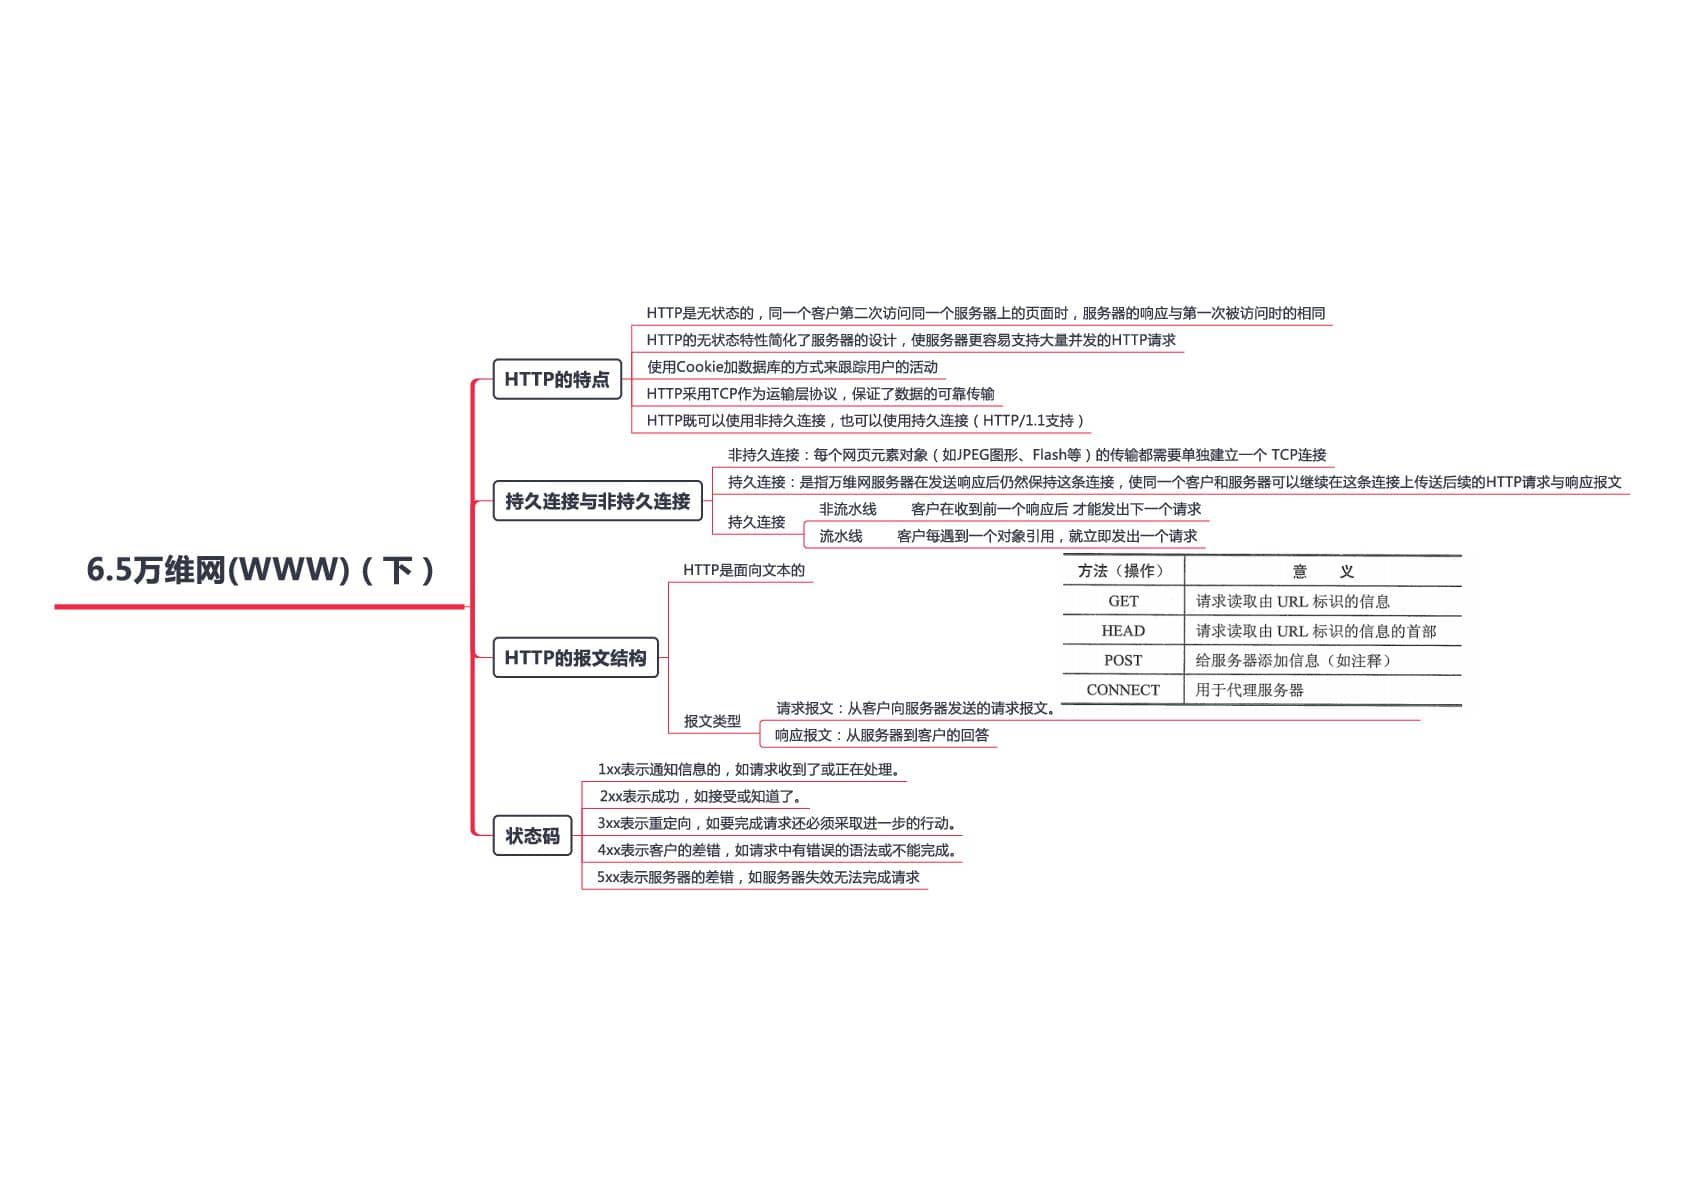 6.5万维网(WWW)（下）
HTTP的特点
HTTP是无状态的，同一个客户第二次访问同一个服务器上的页面时，服务器的响应与第一次被访问时的相同
HTTP的无状态特性简化了服务器的设计，使服务器更容易支持大量并发的HTTP请求
使用Cookie加数据库的方式来跟踪用户的活动
HTTP采用TCP作为运输层协议，保证了数据的可靠传输
HTTP既可以使用非持久连接，也可以使用持久连接（HTTP/1.1支持）
持久连接与非持久连接
非持久连接：每个网页元素对象（如JPEG图形、Flash等）的传输都需要单独建立一个 TCP连接
持久连接：是指万维网服务器在发送响应后仍然保持这条连接，使同一个客户和服务器可以继续在这条连接上传送后续的HTTP请求与响应报文
持久连接
非流水线 客户在收到前一个响应后 才能发出下一个请求
流水线 客户每遇到一个对象引用，就立即发出一个请求
HTTP的报文结构
HTTP是面向文本的
报文类型
请求报文：从客户向服务器发送的请求报文。
方法（操作） 意 义
GET 请求读取由 URL 标识的信息
HEAD 请求读取由 URL 标识的信息的首部
POST 给服务器添加信息（如注释）
CONNECT 用于代理服务器
响应报文：从服务器到客户的回答
状态码
1xx表示通知信息的，如请求收到了或正在处理。
2xx表示成功，如接受或知道了。
3xx表示重定向，如要完成请求还必须采取进一步的行动。
4xx表示客户的差错，如请求中有错误的语法或不能完成。
5xx表示服务器的差错，如服务器失效无法完成请求